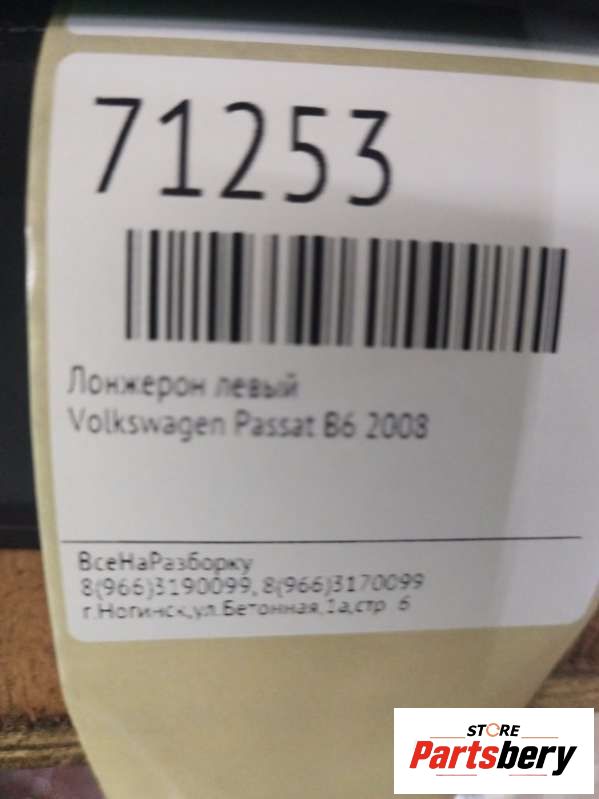 71253
Лонжерон левый
Volkswagen Passat B6 2008
ВсеНаРазборку
8(966)3190099, 8(966)3170099
г.Ногинск,ул.Бетонная,1а,стр 6
STORE
Partsbery